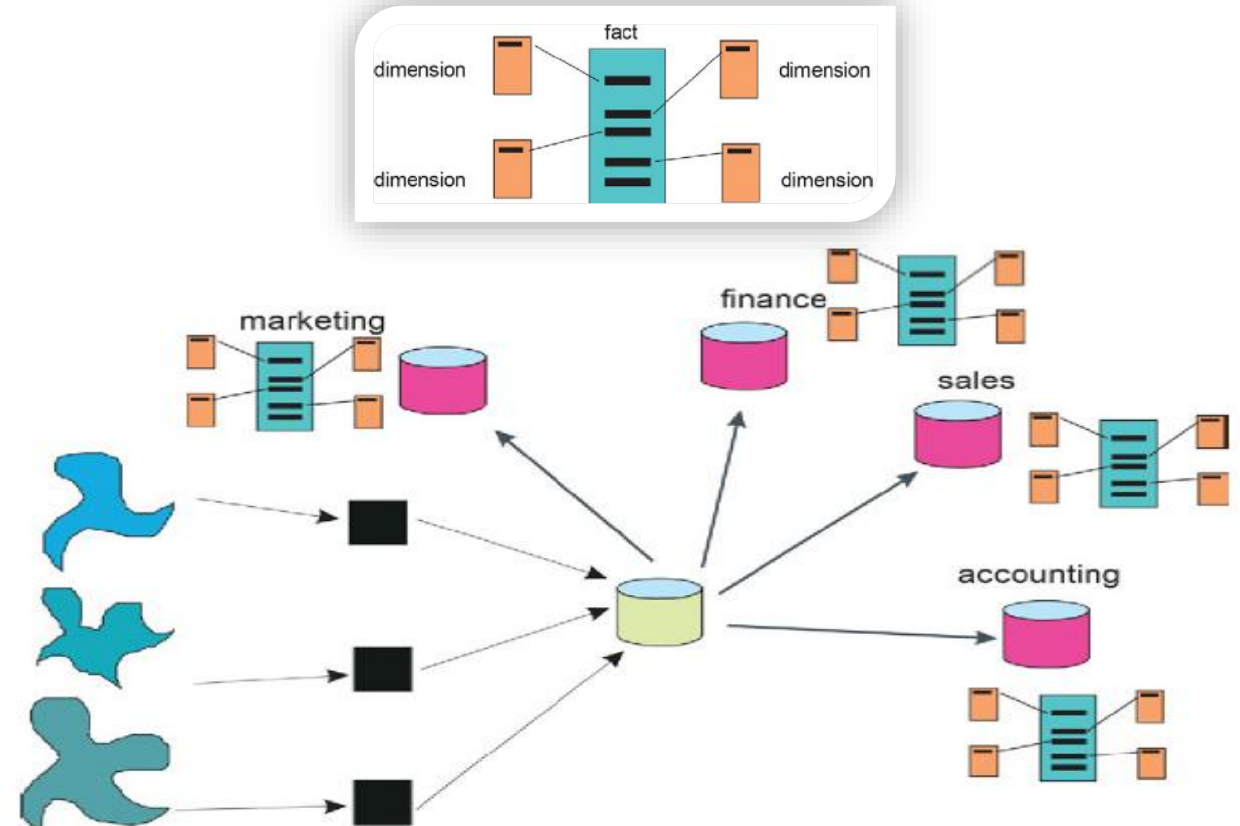 fact
dimension
dimension
dimension
dimension
finance
marketing
sales
accounting